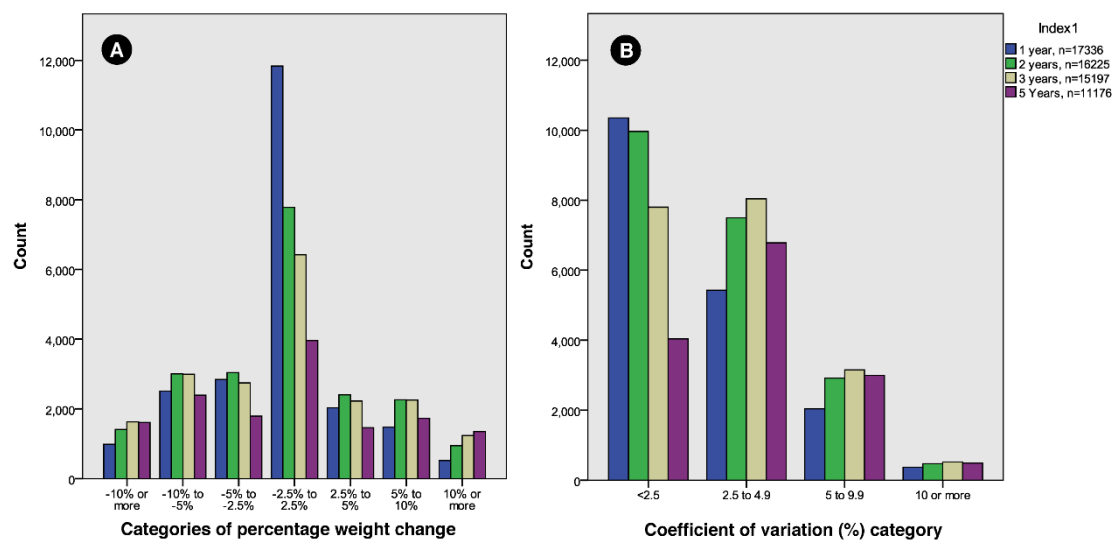 A
Count
12,000
10,000
8,000
6,000
4,000
2,000
0
-10% or
more
-10% to
-5%
-5% to
-2.5%
-2.5% to
2.5%
2.5% to
5%
5% to
10%
10% or
more
Categories of percentage weight change
B
Count
12,000
10,000
8,000
6,000
4,000
2,000
0
<2.5
2.5 to 4.9
5 to 9.9
10 or more
Coefficient of variation (%) category
Index1
1 year, n=17336
2 years, n=16225
3 years, n=15197
5 Years, n=11176